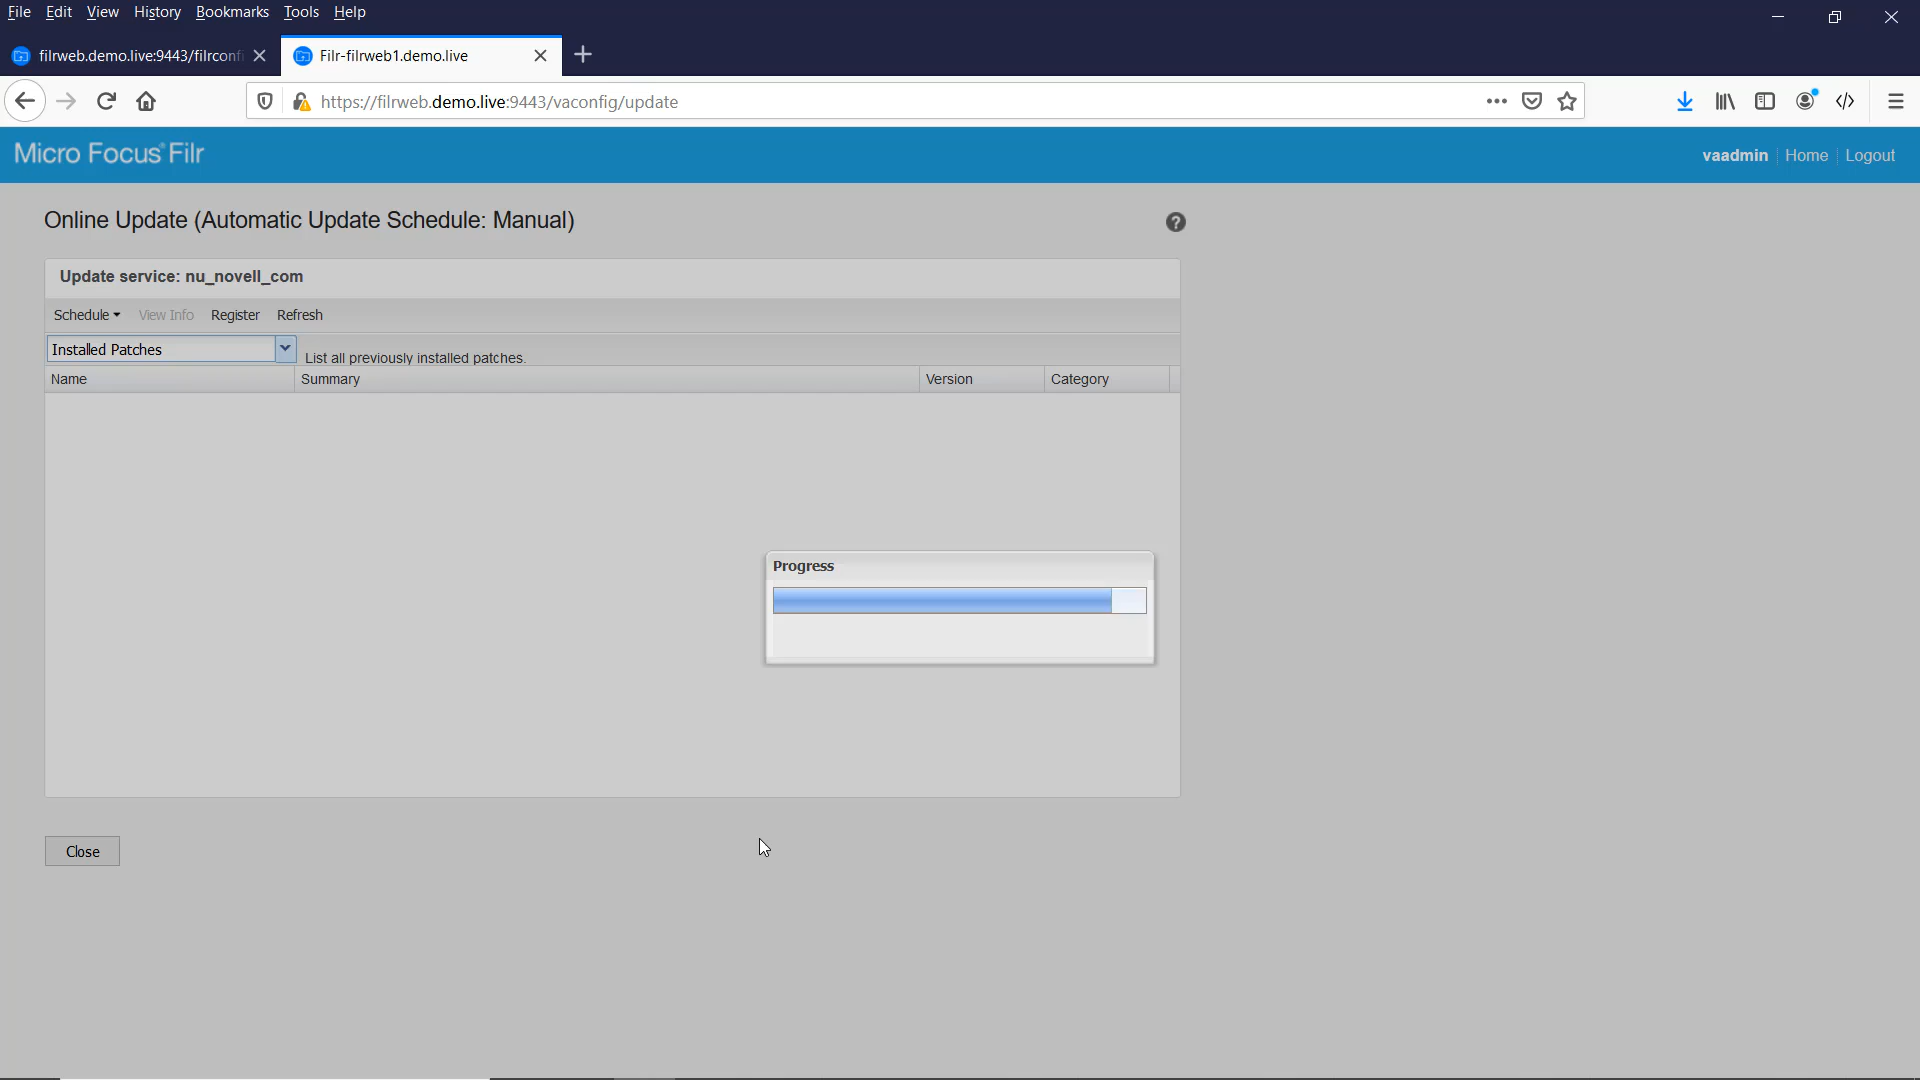 File Edit View History Bookmarks Tools Help
filrweb.demo.live:9443/filrconfi
Filr-filrweb1.demo.live
https://filrweb.demo.live:9443/vaconfig/update
Micro Focus Filr
vaadmin Home Logout
Online Update (Automatic Update Schedule: Manual)
?
Update service: nu_novell_com
Schedule View Info Register Refresh
Installed Patches List all previously installed patches.
Name Summary Version Category
Progress
Close